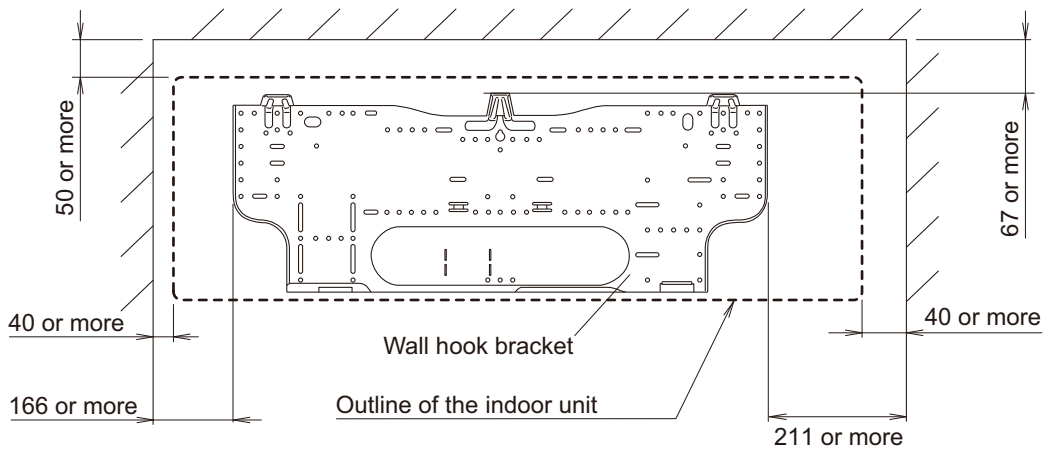 50 or more
67 or more
40 or more
40 or more
Wall hook bracket
166 or more
Outline of the indoor unit
211 or more